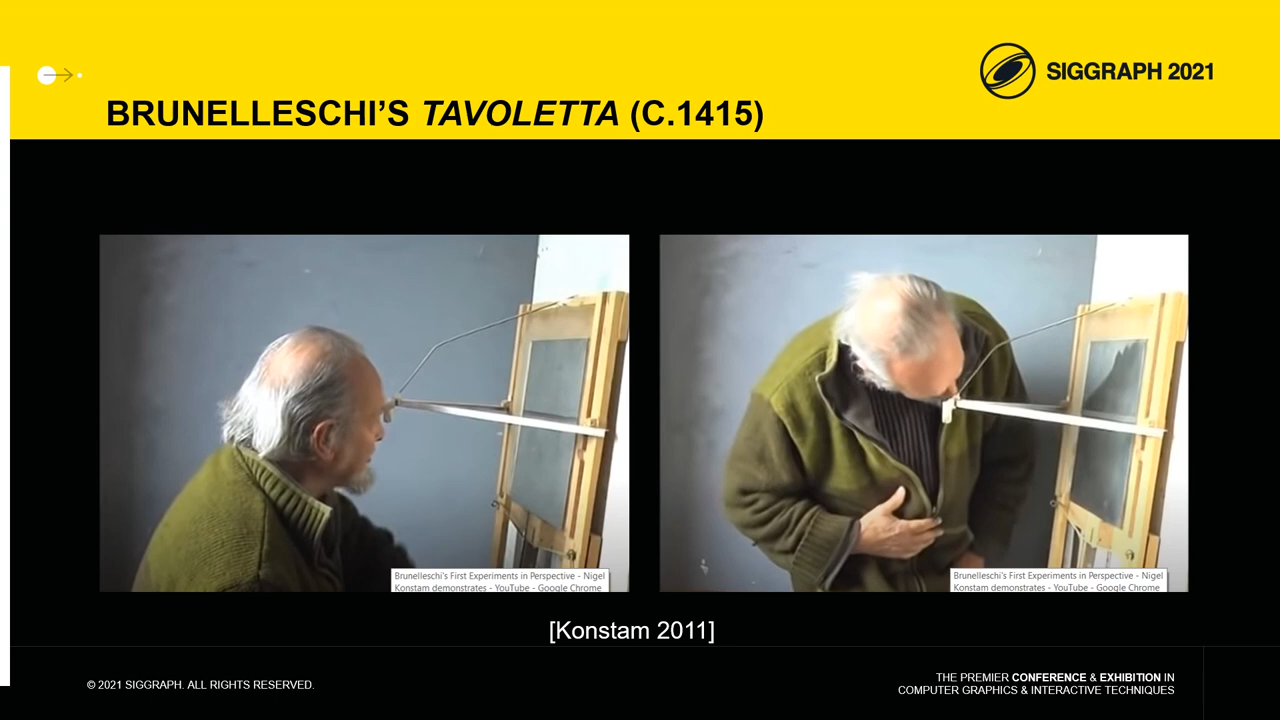 SIGGRAPH 2021
BRUNELLESCHI'S TAVOLETTA (C.1415)
Brunelleschi's First Experiments in Perspective - Nigel
Konstam demonstrates - YouTube - Google Chrome
Brunelleschi's First Experiments in Perspective - Nigel
Konstam demonstrates - YouTube - Google Chrome
[Konstam 2011]
© 2021 SIGGRAPH. ALL RIGHTS RESERVED.
THE PREMIER CONFERENCE & EXHIBITION IN
COMPUTER GRAPHICS & INTERACTIVE TECHNIQUES